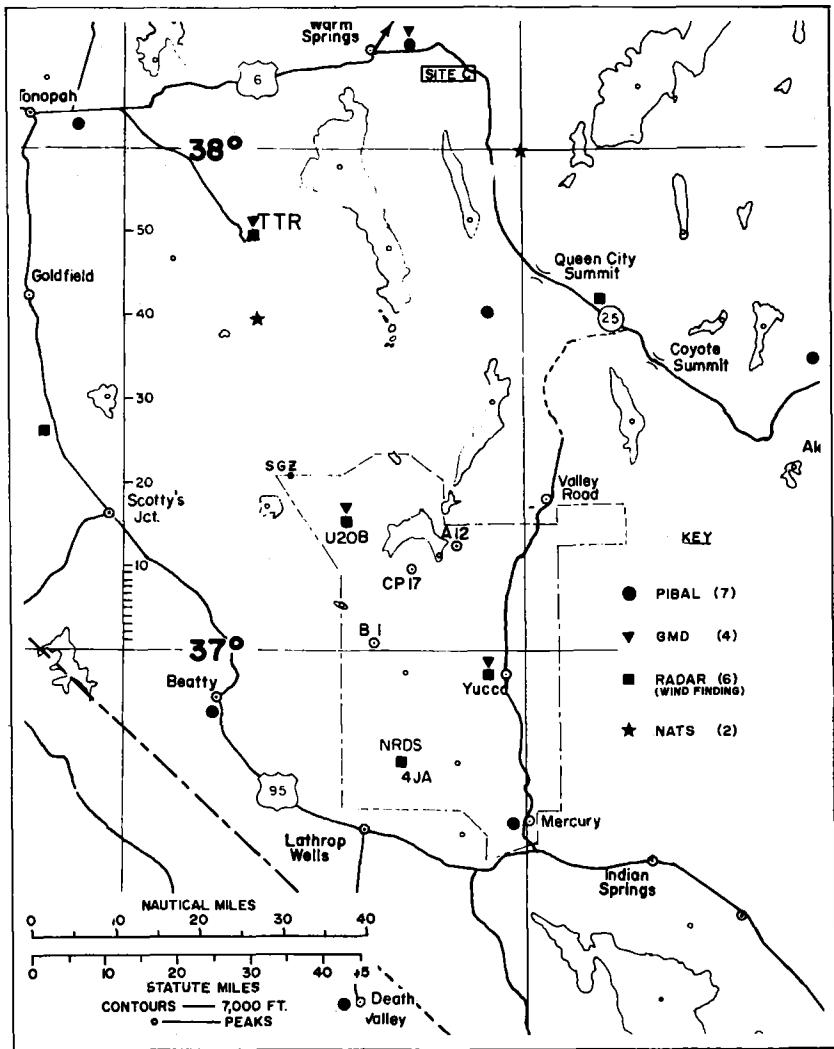 Warm
Springs
6
SITE C
Tonopah
38°
TTR
50
Queen City
Summit
Goldfield
40
25
Coyote
Summit
30
SGZ
20
Valley
Road
Scotty's
Jct.
U20B
A12
KEY
10
CP 17
PIBAL (7)
B 1
GMD (4)
37°
Beatty
Yucca
RADAR (6)
(WIND FINDING)
NATS (2)
NRDS
4JA
95
Mercury
Lathrop
Wells
Indian
Springs
NAUTICAL MILES
0 10 20 30 40
0 10 20 30 40 45
STATUTE MILES
CONTOURS — 7,000 FT.
PEAKS
Death
Valley